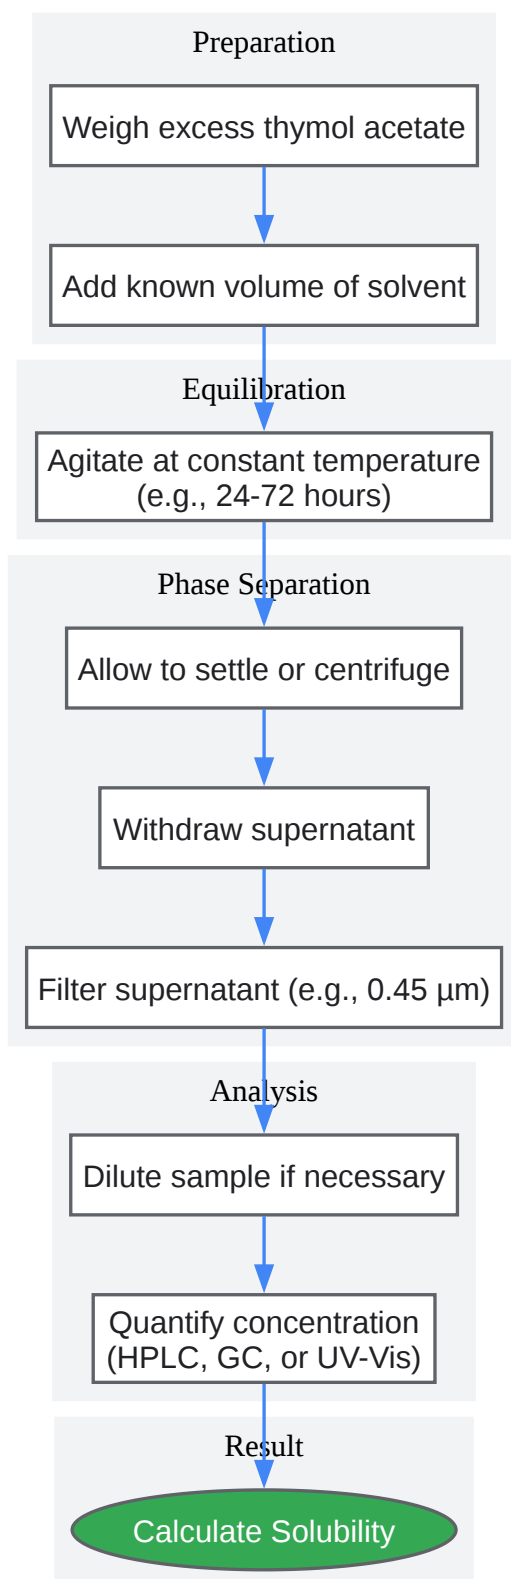 Preparation
Weigh excess thymol acetate
Add known volume of solvent
Equilibration
Agitate at constant temperature
(e.g., 24-72 hours)
Phase Separation
Allow to settle or centrifuge
Withdraw supernatant
Filter supernatant (e.g., 0.45 µm)
Analysis
Dilute sample if necessary
Quantify concentration
(HPLC, GC, or UV-Vis)
Result
Calculate Solubility